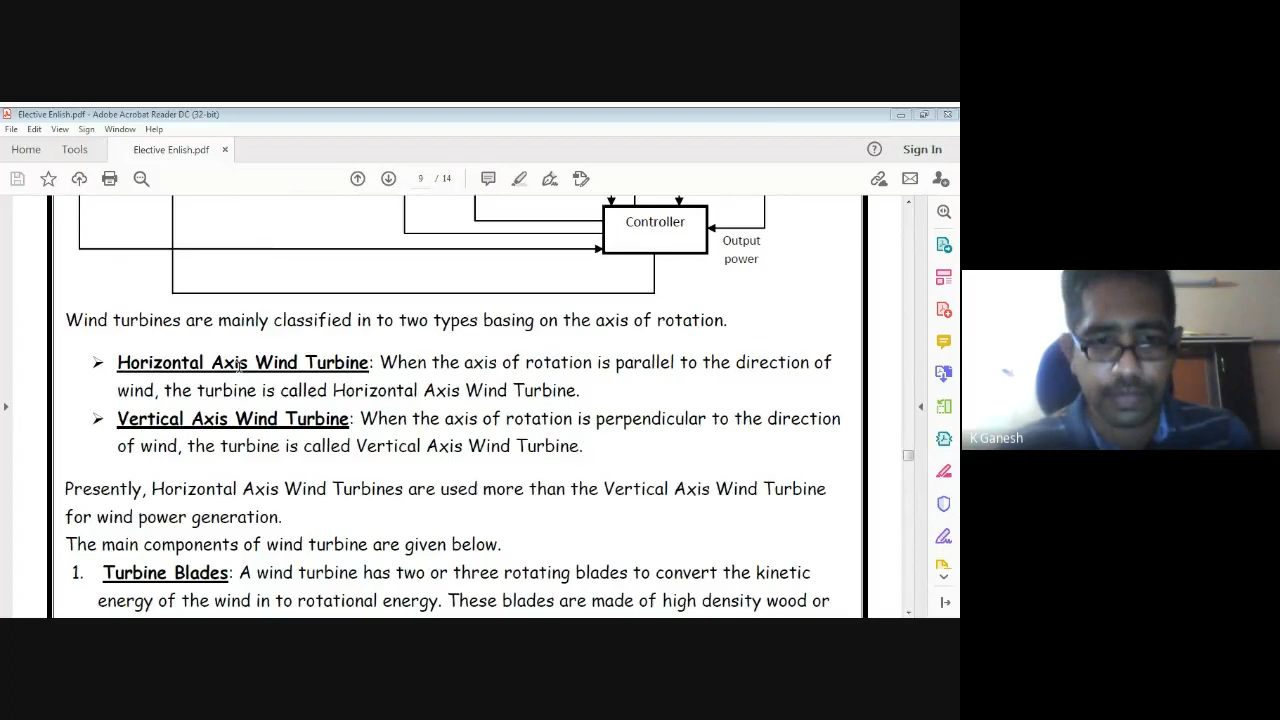 Elective Enlish.pdf - Adobe Acrobat Reader DC (32-bit)
File Edit View Sign Window Help
Home Tools Elective Enlish.pdf × Sign In
9 / 14
Controller
Output
power
Wind turbines are mainly classified in to two types basing on the axis of rotation.
➢ Horizontal Axis Wind Turbine: When the axis of rotation is parallel to the direction of
wind, the turbine is called Horizontal Axis Wind Turbine.
➢ Vertical Axis Wind Turbine: When the axis of rotation is perpendicular to the direction
of wind, the turbine is called Vertical Axis Wind Turbine.
Presently, Horizontal Axis Wind Turbines are used more than the Vertical Axis Wind Turbine
for wind power generation.
The main components of wind turbine are given below.
1. Turbine Blades: A wind turbine has two or three rotating blades to convert the kinetic
energy of the wind in to rotational energy. These blades are made of high density wood or
K Ganesh